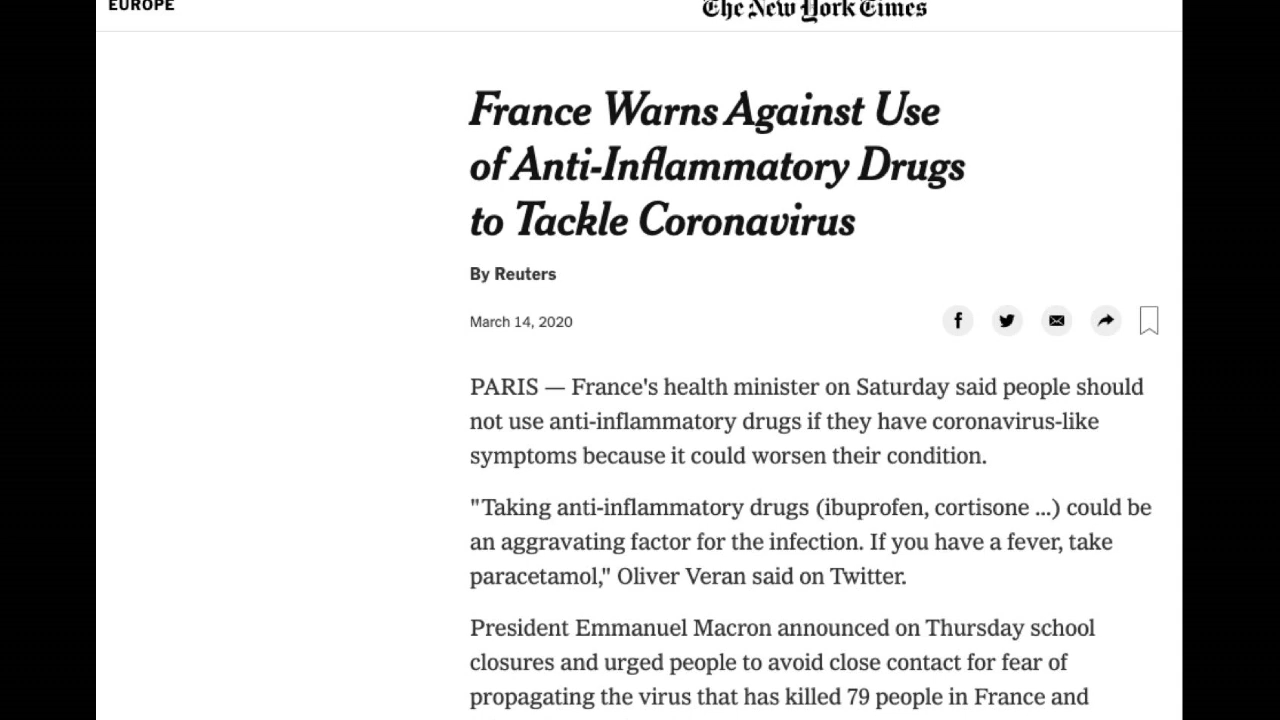 EUROPE
The New York Times
France Warns Against Use
of Anti-Inflammatory Drugs
to Tackle Coronavirus
By Reuters
March 14, 2020
PARIS — France's health minister on Saturday said people should
not use anti-inflammatory drugs if they have coronavirus-like
symptoms because it could worsen their condition.
"Taking anti-inflammatory drugs (ibuprofen, cortisone ...) could be
an aggravating factor for the infection. If you have a fever, take
paracetamol," Oliver Veran said on Twitter.
President Emmanuel Macron announced on Thursday school
closures and urged people to avoid close contact for fear of
propagating the virus that has killed 79 people in France and